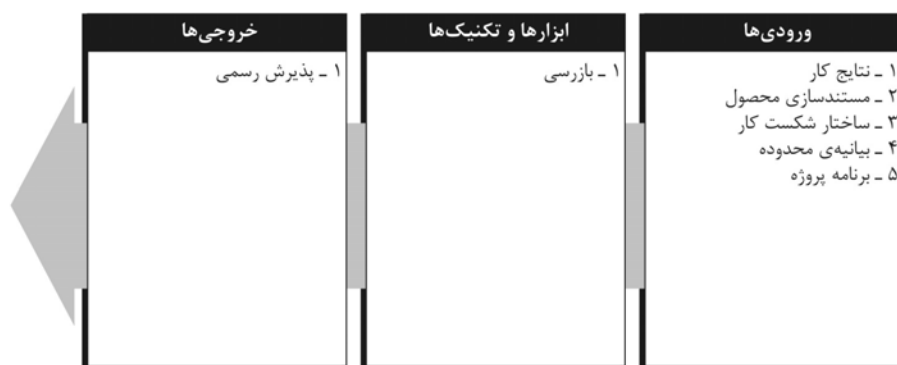 ورودی‌ها
۱ ـ نتایج کار
۲ ـ مستندسازی محصول
۳ ـ ساختار شکست کار
۴ ـ بیانیه‌ی محدوده
۵ ـ برنامه پروژه
ابزارها و تکنیک‌ها
۱ ـ بازرسی
خروجی‌ها
۱ ـ پذیرش رسمی